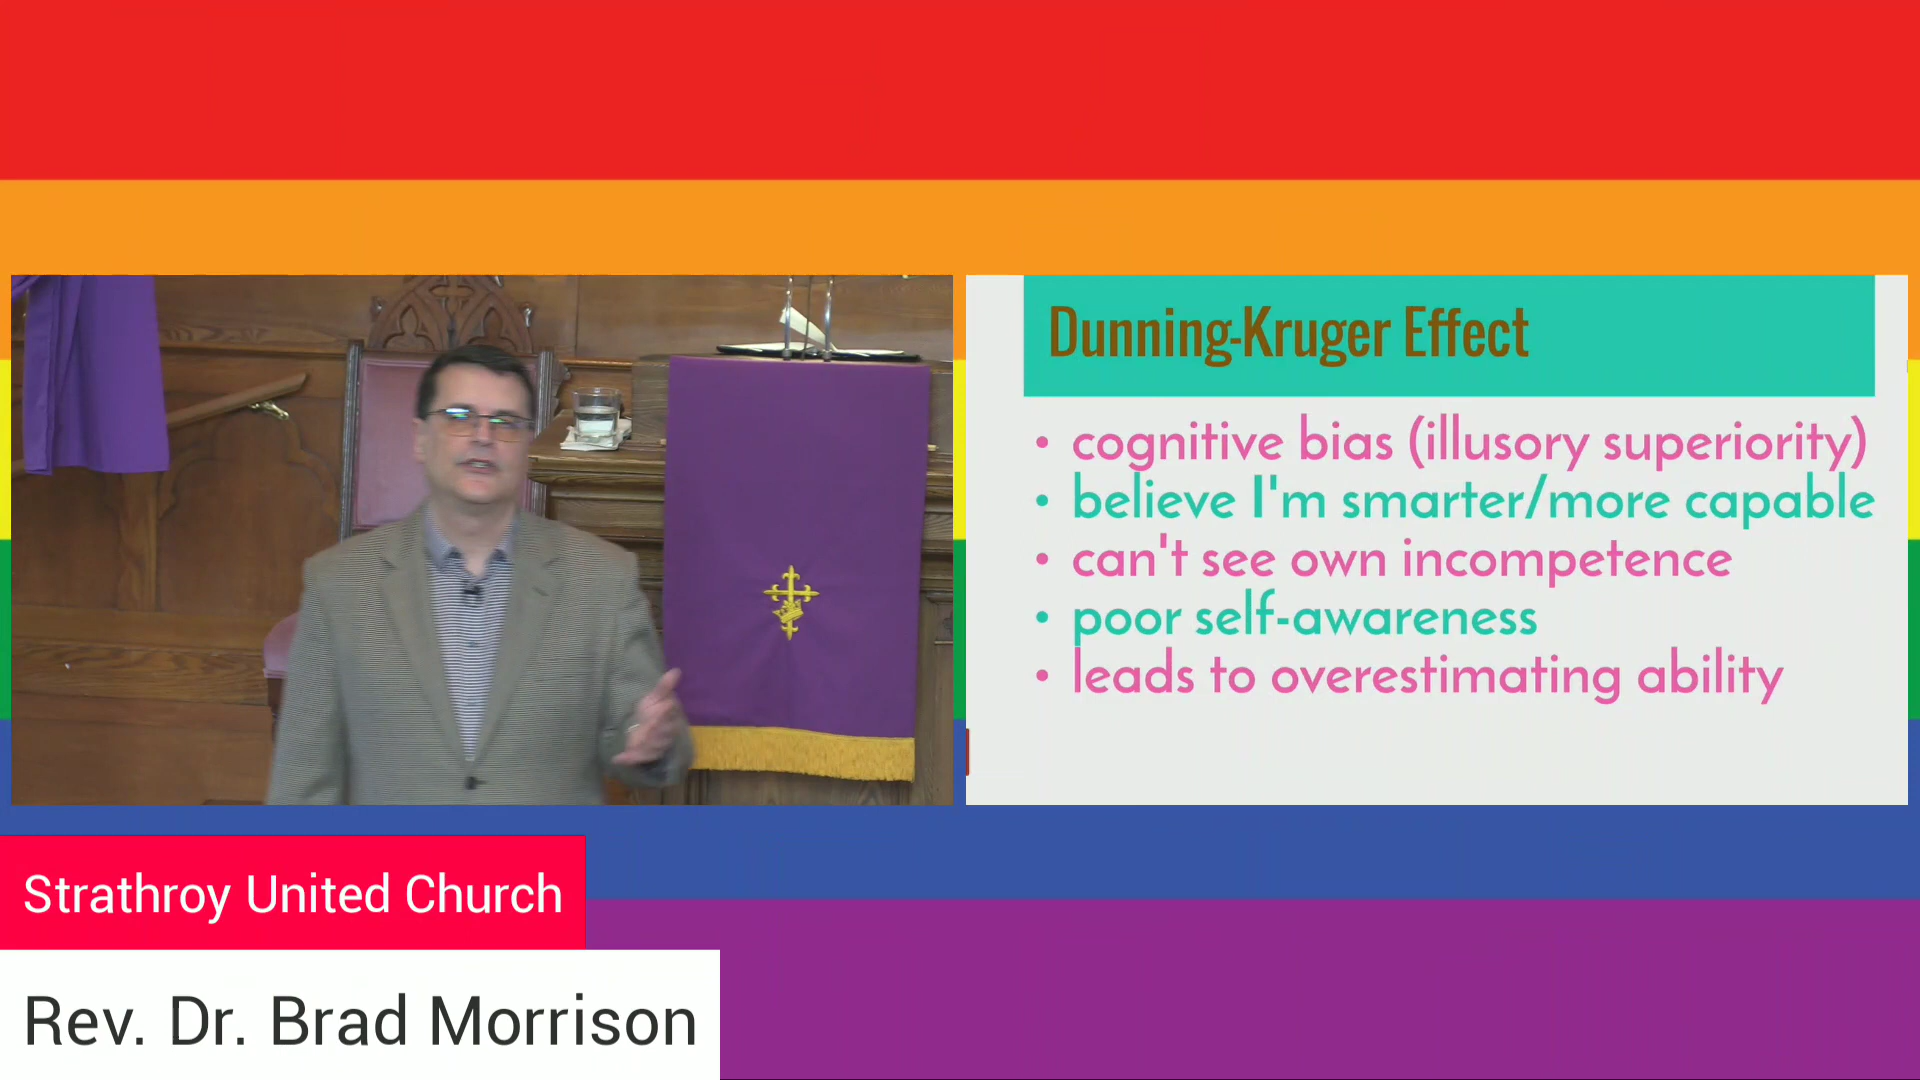 Dunning-Kruger Effect
• cognitive bias (illusory superiority)
• believe I'm smarter/more capable
• can't see own incompetence
• poor self-awareness
• leads to overestimating ability
Strathroy United Church
Rev. Dr. Brad Morrison